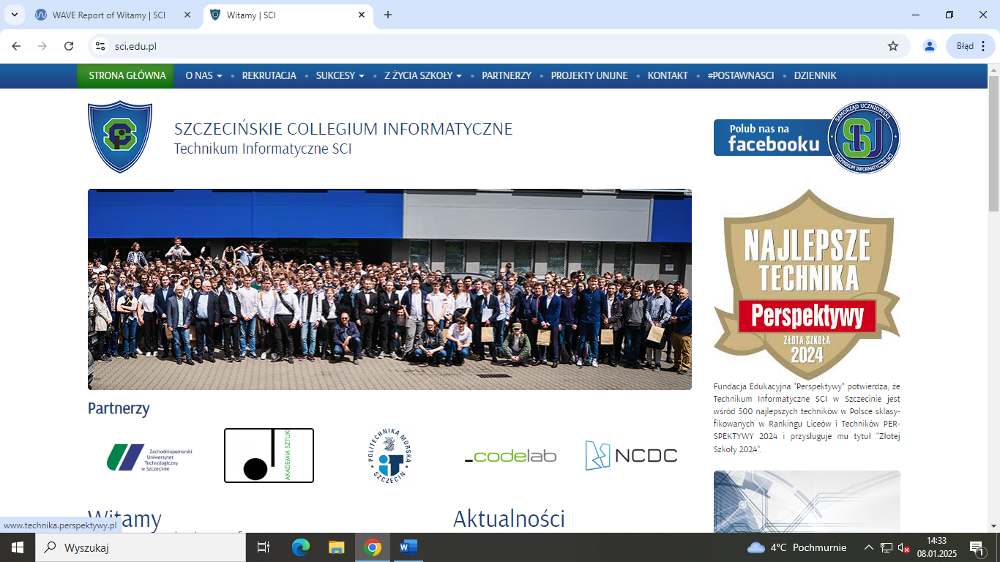 WAVE Report of Witamy | SCI
Witamy | SCI
sci.edu.pl
Błąd
STRONA GŁÓWNA
O NAS
REKRUTACJA
SUKCESY
Z ŻYCIA SZKOŁY
PARTNERZY
PROJEKTY UNIJNE
KONTAKT
#POSTAWNASCI
DZIENNIK
SZCZECIŃSKIE COLLEGIUM INFORMATYCZNE
Technikum Informatyczne SCI
Polub nas na
facebooku
SAMORZĄD UCZNIOWSKI
TECHNIKUM INFORMATYCZNE SCI
NAJLEPSZE
TECHNIKA
Perspektywy
ZŁOTA SZKOŁA
2024
Fundacja Edukacyjna "Perspektywy" potwierdza, że
Technikum Informatyczne SCI w Szczecinie jest
wśród 500 najlepszych techników w Polsce sklasy-
fikowanych w Rankingu Liceów i Techników PER-
SPEKTYWY 2024 i przysługuje mu tytuł "Złotej
Szkoły 2024".
Partnerzy
Zachodniopomorski
Uniwersytet
Technologiczny
w Szczecinie
AKADEMIA SZTUKI
POLITECHNIKA MORSKA
SZCZECIN
_codelab
NCDC
Witamy
Aktualności
www.technika.perspektywy.pl
Wyszukaj
4°C Pochmurnie
14:33
08.01.2025
1